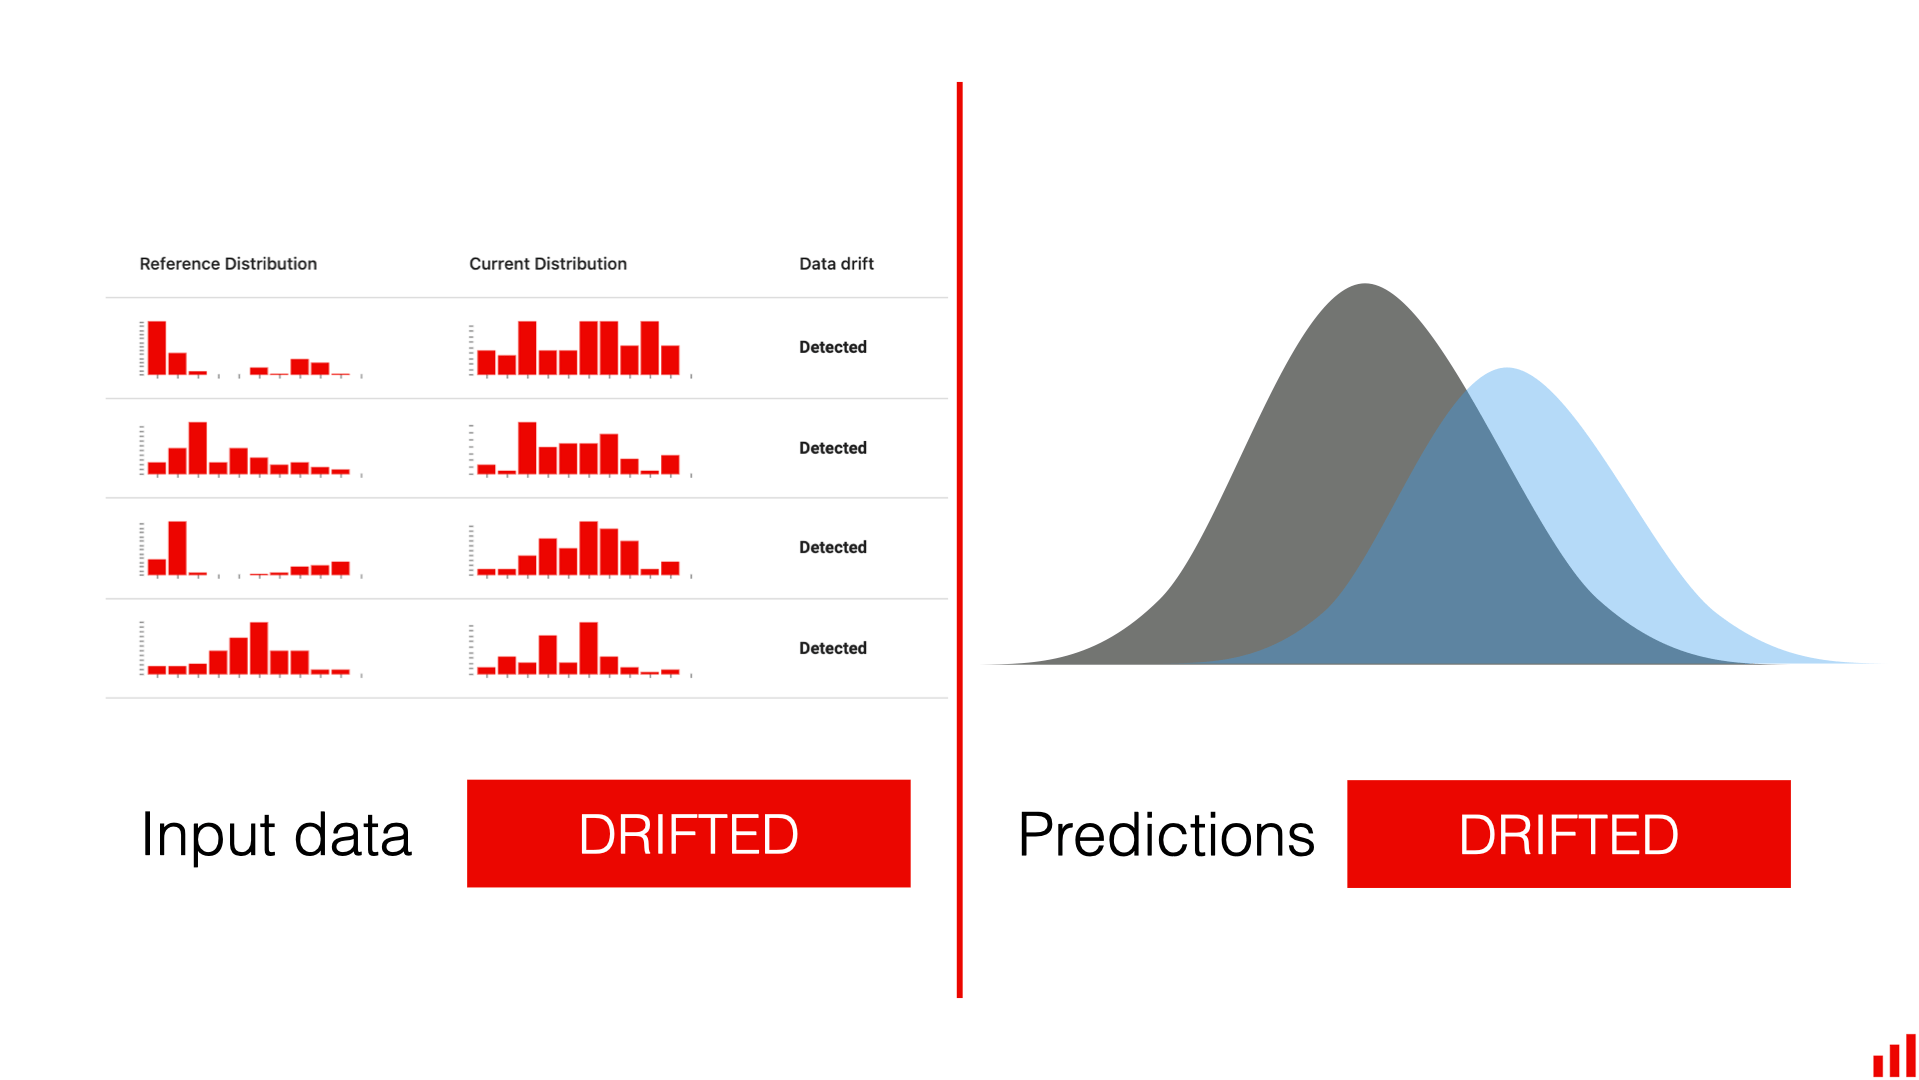 Reference Distribution Current Distribution Data drift
Detected
Detected
Detected
Detected
Input data DRIFTED
Predictions DRIFTED